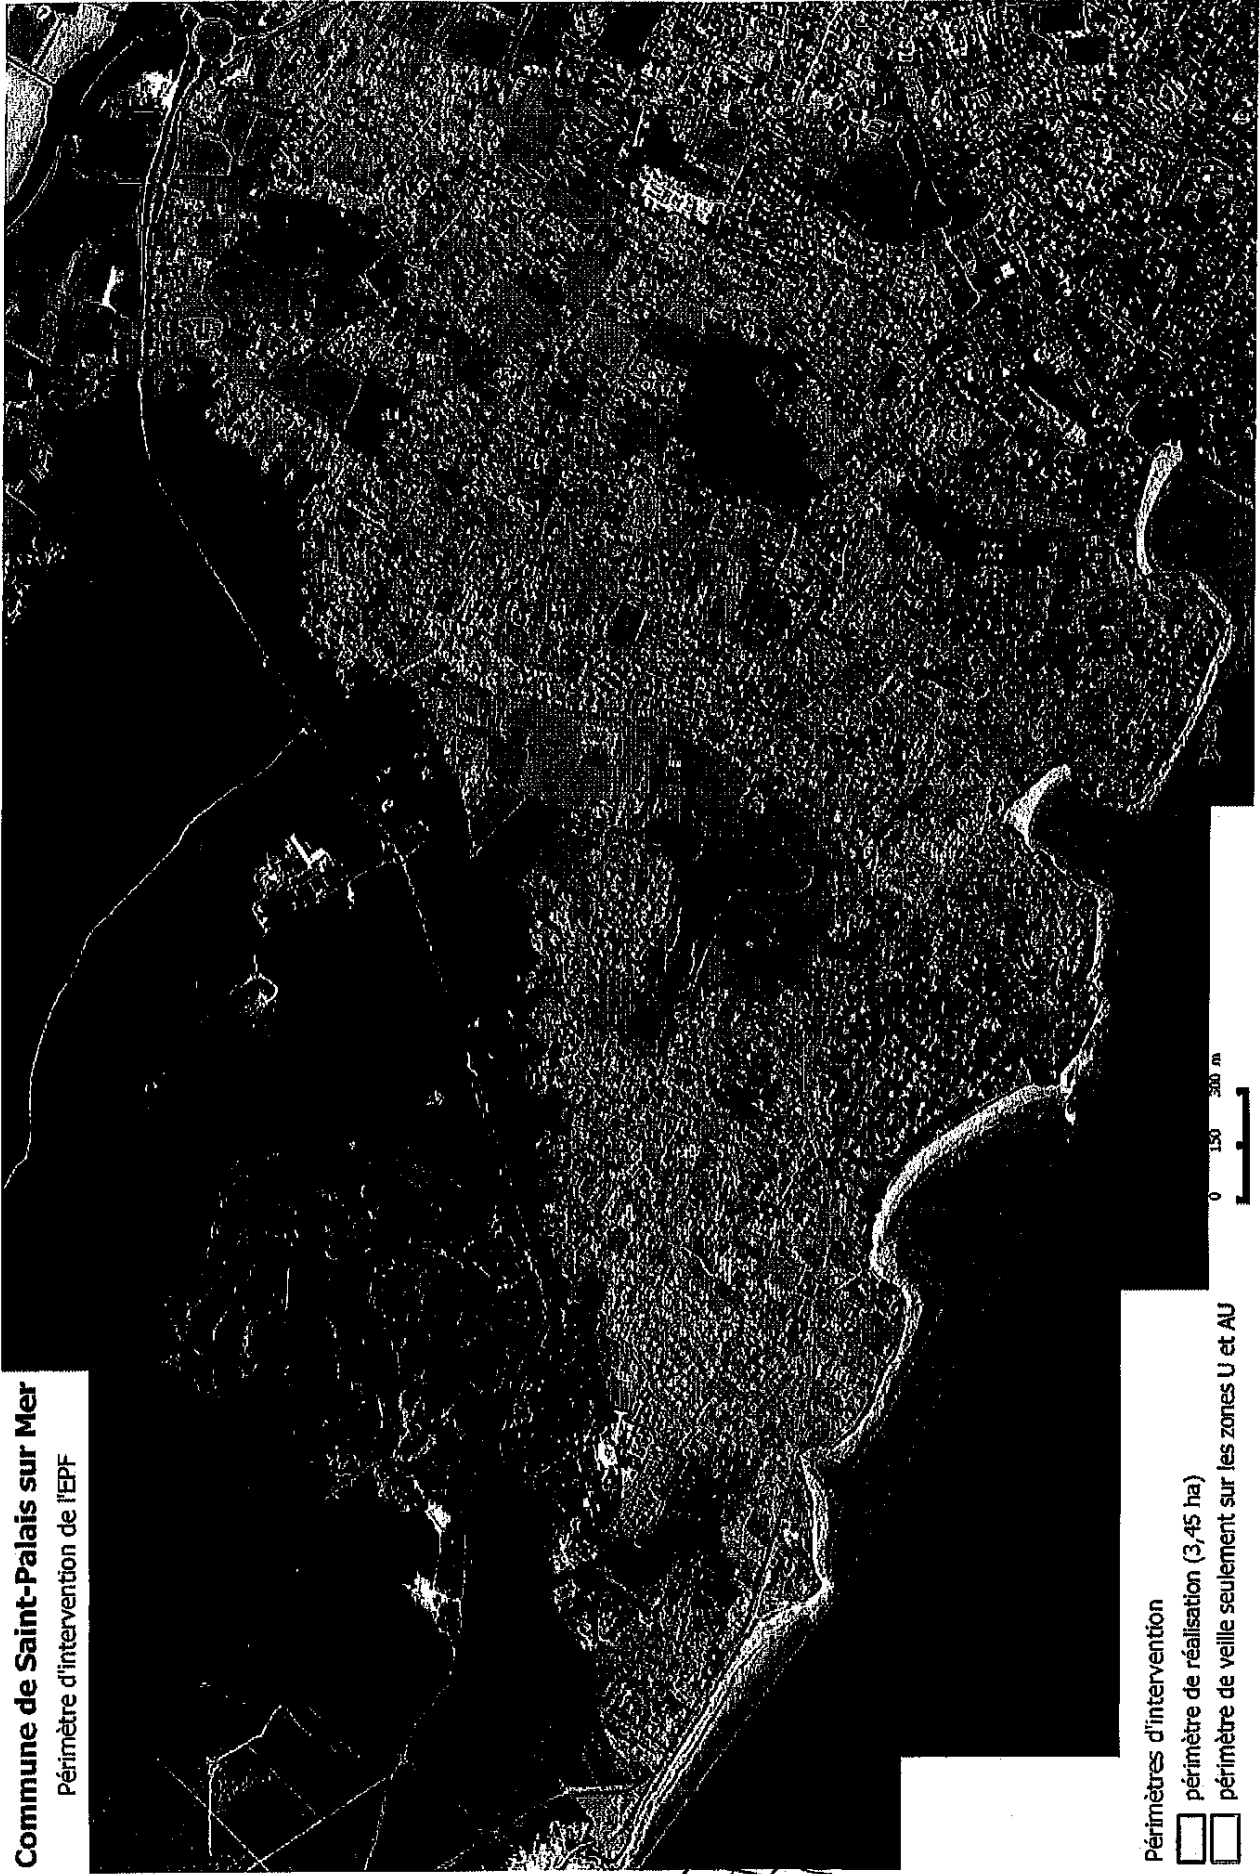 Commune de Saint-Palais sur Mer
Périmètre d'intervention de l'EPF
0 150 300 m
Périmètres d'intervention
périmètre de réalisation (3,45 ha)
périmètre de veille seulement sur les zones U et AU